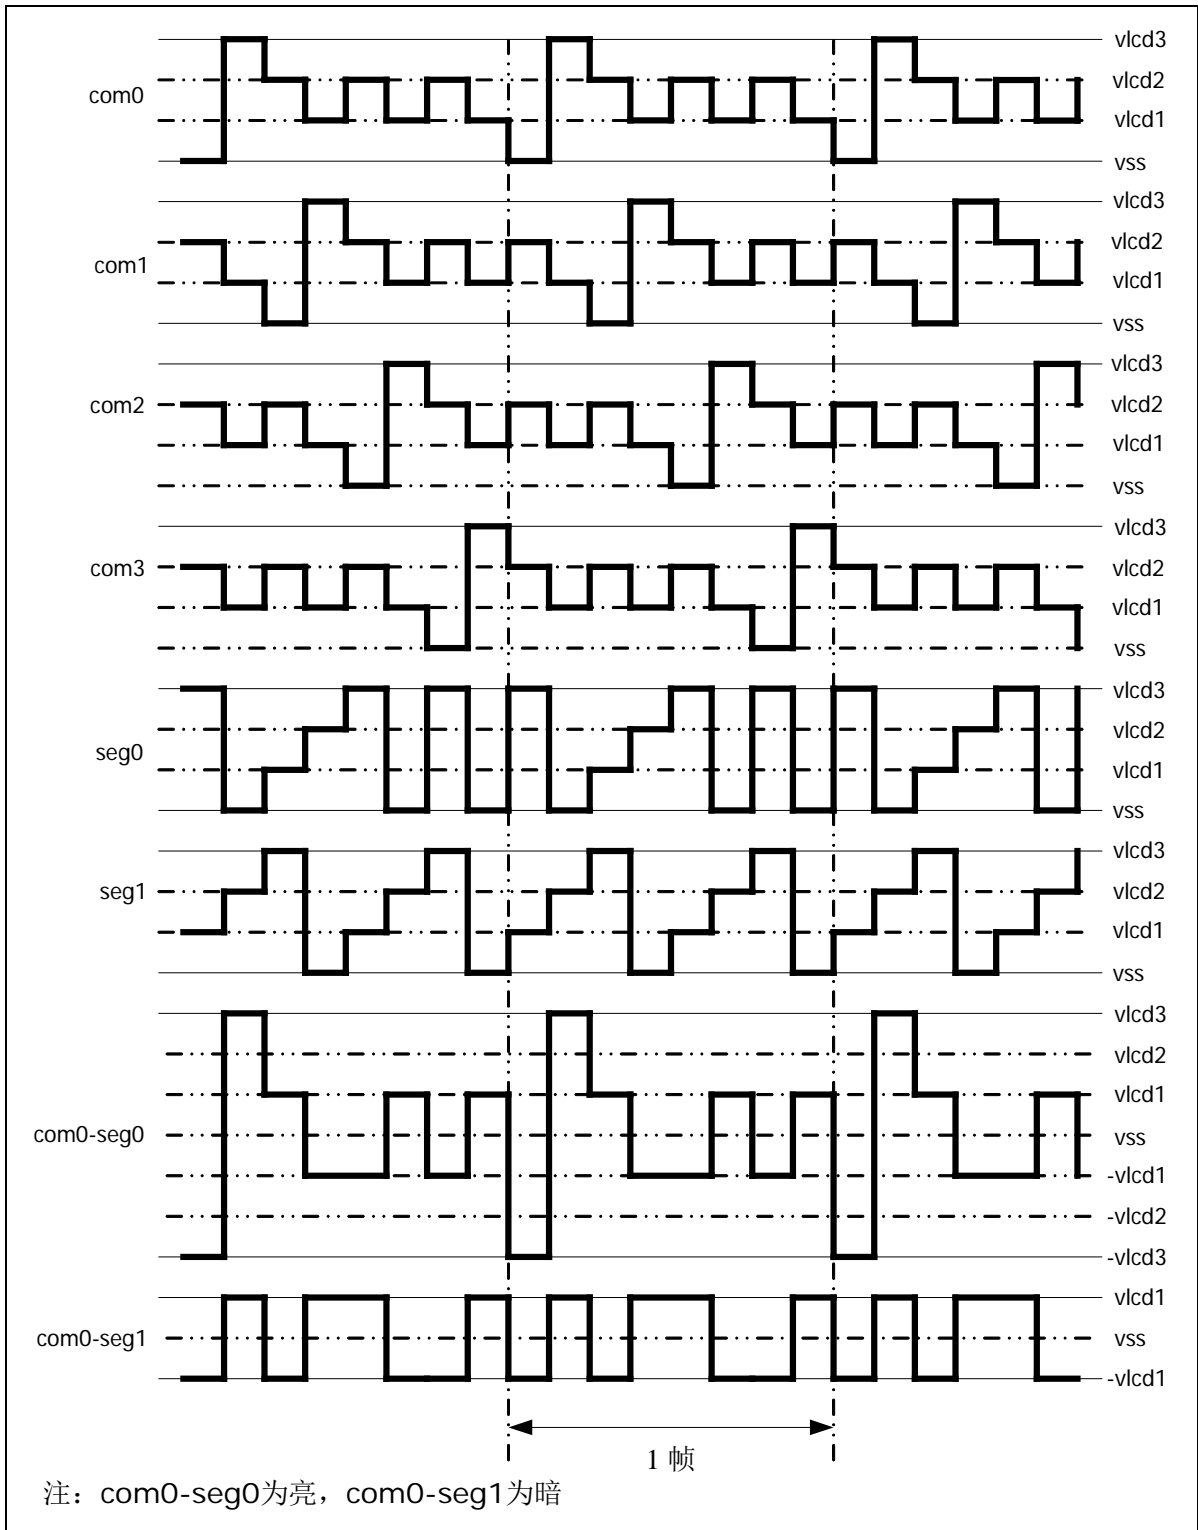 com0
vlcd3
vlcd2
vlcd1
vss
com1
vlcd3
vlcd2
vlcd1
vss
com2
vlcd3
vlcd2
vlcd1
vss
com3
vlcd3
vlcd2
vlcd1
vss
seg0
vlcd3
vlcd2
vlcd1
vss
seg1
vlcd3
vlcd2
vlcd1
vss
com0-seg0
vlcd3
vlcd2
vlcd1
vss
-vlcd1
-vlcd2
-vlcd3
com0-seg1
vlcd1
vss
-vlcd1
1 帧
注：com0-seg0为亮，com0-seg1为暗